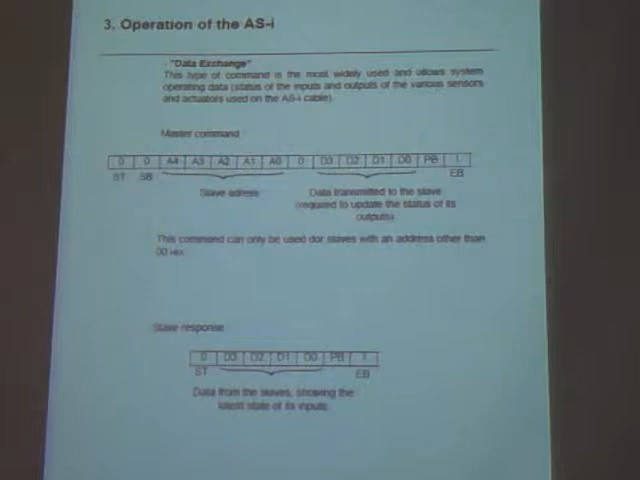 3. Operation of the AS-i
- "Data Exchange"
This type of command is the most widely used and allows system
operating data (status of the inputs and outputs of the various sensors
and actuators used on the AS-i cable).
Master command
0 0 A4 A3 A2 A1 A0 0 D3 D2 D1 D0 PB 1
ST SB EB
Slave adress
Data transmitted to the slave
(required to update the status of its
outputs)
This command can only be used dor slaves with an address other than
00 HEX
Slave response
0 D3 D2 D1 D0 PB 1
ST EB
Data from the slaves, showing the
latest state of its inputs